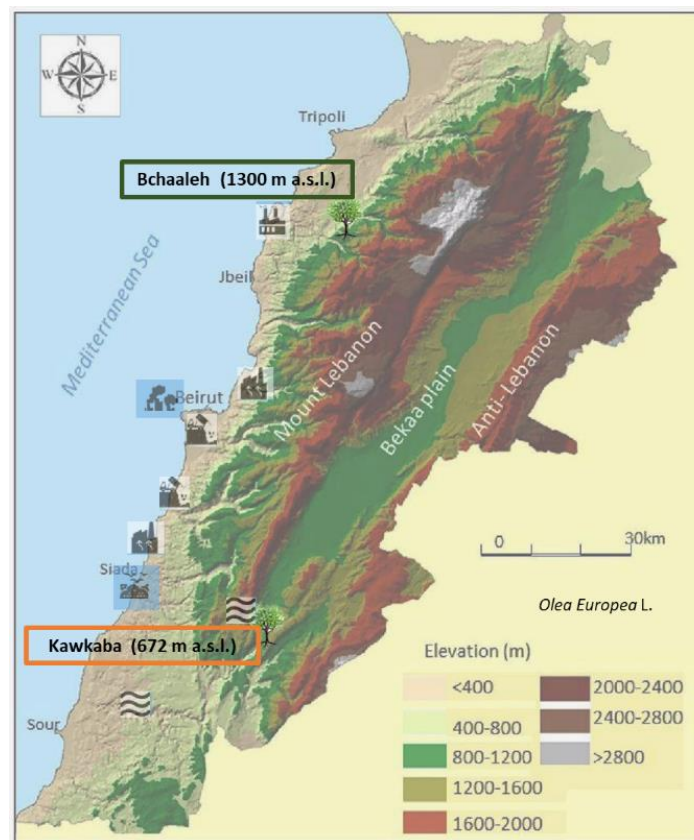 N
W E
S
Tripoli
Bchaaleh (1300 m a.s.l.)
Jbeil
Mediterranean Sea
Beirut
Mount Lebanon
Bekaa plain
Anti-Lebanon
0 30km
Siada
Olea Europea L.
Kawkaba (672 m a.s.l.)
Sour
Elevation (m)
<400
400-800
800-1200
1200-1600
1600-2000
2000-2400
2400-2800
>2800